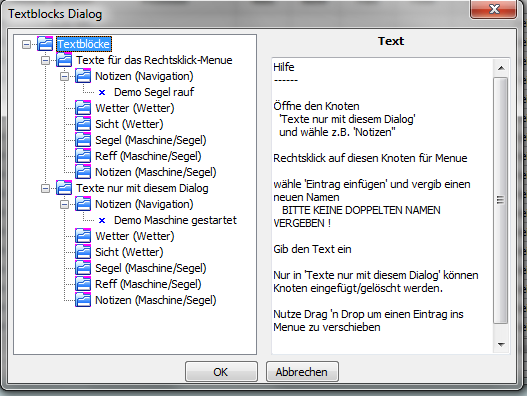 Textblocks Dialog
Textblöcke
Texte für das Rechtsklick-Menue
Notizen (Navigation)
Demo Segel rauf
Wetter (Wetter)
Sicht (Wetter)
Segel (Maschine/Segel)
Reff (Maschine/Segel)
Notizen (Maschine/Segel)
Texte nur mit diesem Dialog
Notizen (Navigation)
Demo Maschine gestartet
Wetter (Wetter)
Sicht (Wetter)
Segel (Maschine/Segel)
Reff (Maschine/Segel)
Notizen (Maschine/Segel)
Text
Hilfe
------
Öffne den Knoten
'Texte nur mit diesem Dialog'
und wähle z.B. 'Notizen"
Rechtsklick auf diesen Knoten für Menue
wähle 'Eintrag einfügen' und vergib einen
neuen Namen
BITTE KEINE DOPPELTEN NAMEN
VERGEBEN !
Gib den Text ein
Nur in 'Texte nur mit diesem Dialog' können
Knoten eingefügt/gelöscht werden.
Nutze Drag 'n Drop um einen Eintrag ins
Menue zu verschieben
OK
Abbrechen